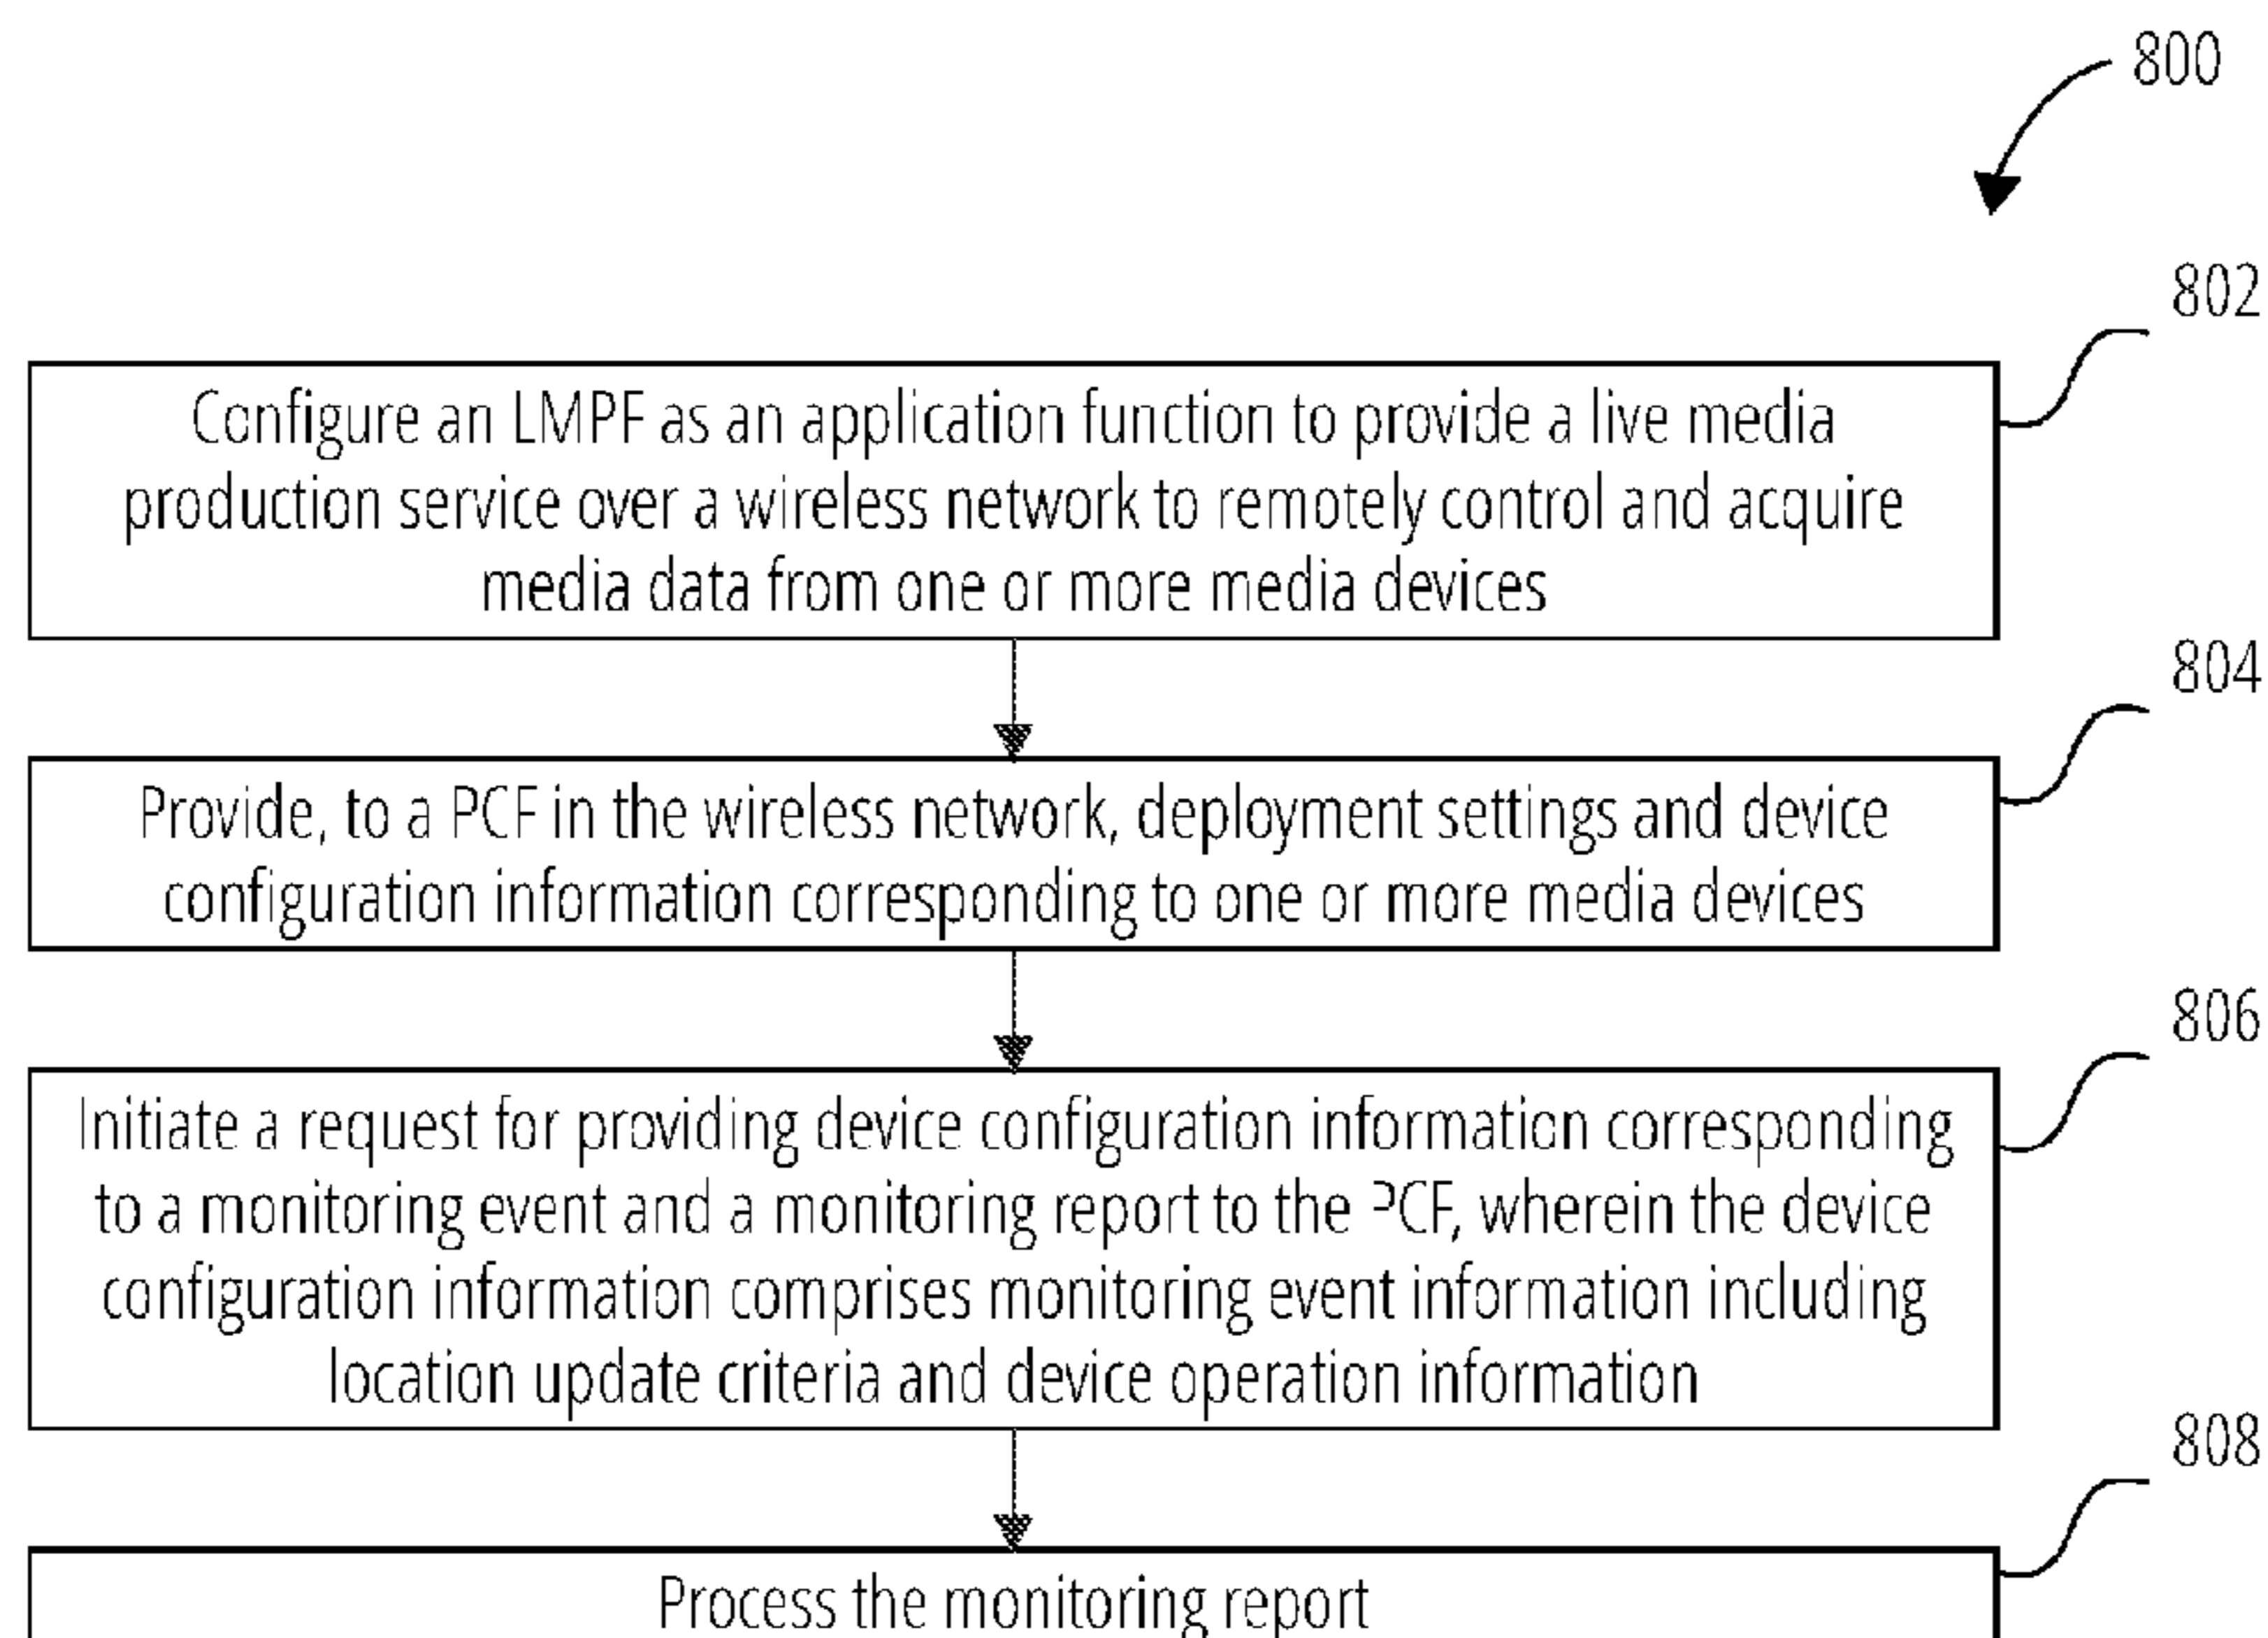 800
802
Configure an LMPF as an application function to provide a live media
production service over a wireless network to remotely control and acquire
media data from one or more media devices
804
Provide, to a PCF in the wireless network, deployment settings and device
configuration information corresponding to one or more media devices
806
Initiate a request for providing device configuration information corresponding
to a monitoring event and a monitoring report to the PCF, wherein the device
configuration information comprises monitoring event information including
location update criteria and device operation information
808
Process the monitoring report